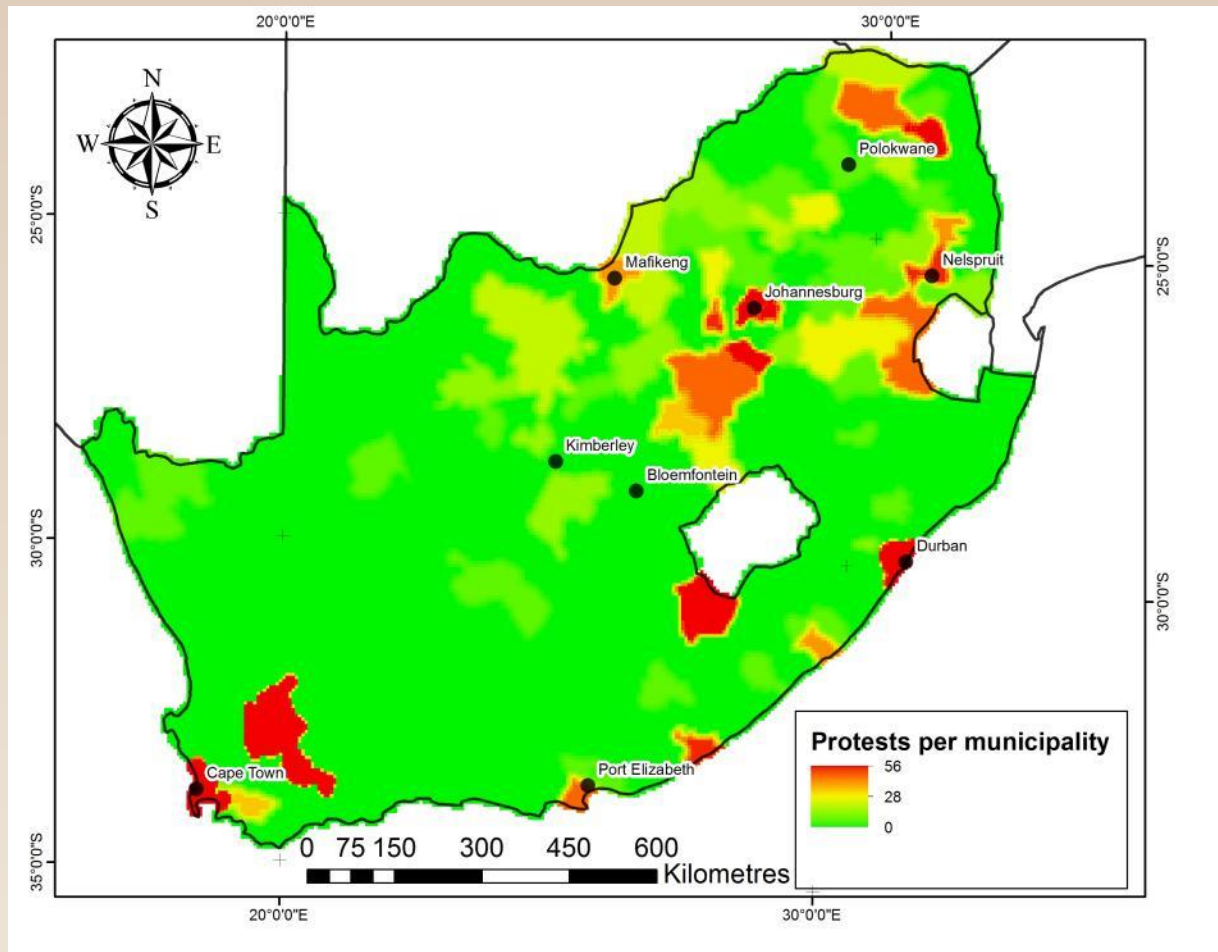 20°0'0"E
30°0'0"E
N
W
E
S
25°0'0"S
25°0'0"S
30°0'0"S
30°0'0"S
35°0'0"S
Polokwane
Mafikeng
Nelspruit
Johannesburg
Kimberley
Bloemfontein
Durban
Cape Town
Port Elizabeth
Protests per municipality
56
28
0
0 75 150 300 450 600
Kilometres
20°0'0"E
30°0'0"E